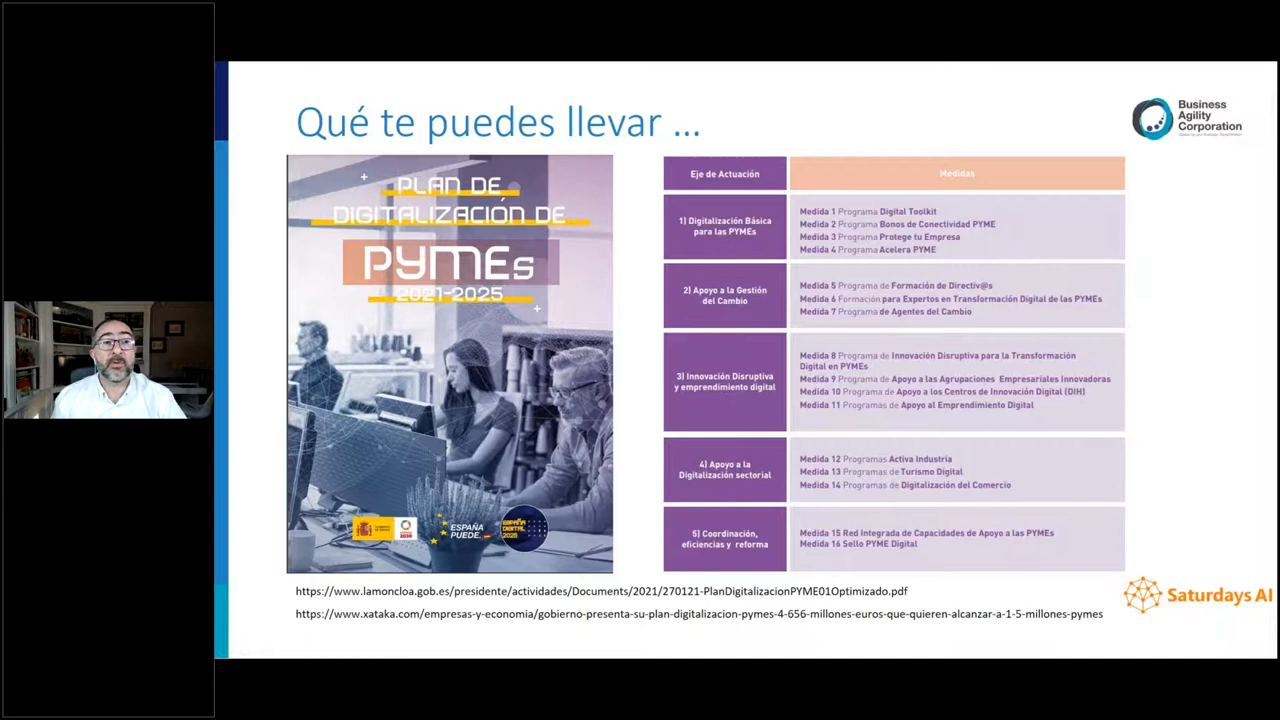 Qué te puedes llevar ...
Business
Agility
Corporation
PLAN DE
DIGITALIZACIÓN DE
PYMEs
2021-2025
ESPAÑA
PUEDE.
ESPAÑA
DIGITAL
2025
Eje de Actuación
Medidas
1) Digitalización Básica
para las PYMEs
Medida 1 Programa Digital Toolkit
Medida 2 Programa Bonos de Conectividad PYME
Medida 3 Programa Protege tu Empresa
Medida 4 Programa Acelera PYME
2) Apoyo a la Gestión
del Cambio
Medida 5 Programa de Formación de Directiv@s
Medida 6 Formación para Expertos en Transformación Digital de las PYMEs
Medida 7 Programa de Agentes del Cambio
3) Innovación Disruptiva
y emprendimiento digital
Medida 8 Programa de Innovación Disruptiva para la Transformación
Digital en PYMEs
Medida 9 Programa de Apoyo a las Agrupaciones Empresariales Innovadoras
Medida 10 Programa de Apoyo a los Centros de Innovación Digital (DIH)
Medida 11 Programas de Apoyo al Emprendimiento Digital
4) Apoyo a la
Digitalización sectorial
Medida 12 Programas Activa Industria
Medida 13 Programas de Turismo Digital
Medida 14 Programas de Digitalización del Comercio
5) Coordinación,
eficiencias y reforma
Medida 15 Red Integrada de Capacidades de Apoyo a las PYMEs
Medida 16 Sello PYME Digital
https://www.lamoncloa.gob.es/presidente/actividades/Documents/2021/270121-PlanDigitalizacionPYME01Optimizado.pdf
https://www.xataka.com/empresas-y-economia/gobierno-presenta-su-plan-digitalizacion-pymes-4-656-millones-euros-que-quieren-alcanzar-a-1-5-millones-pymes
Saturdays AI